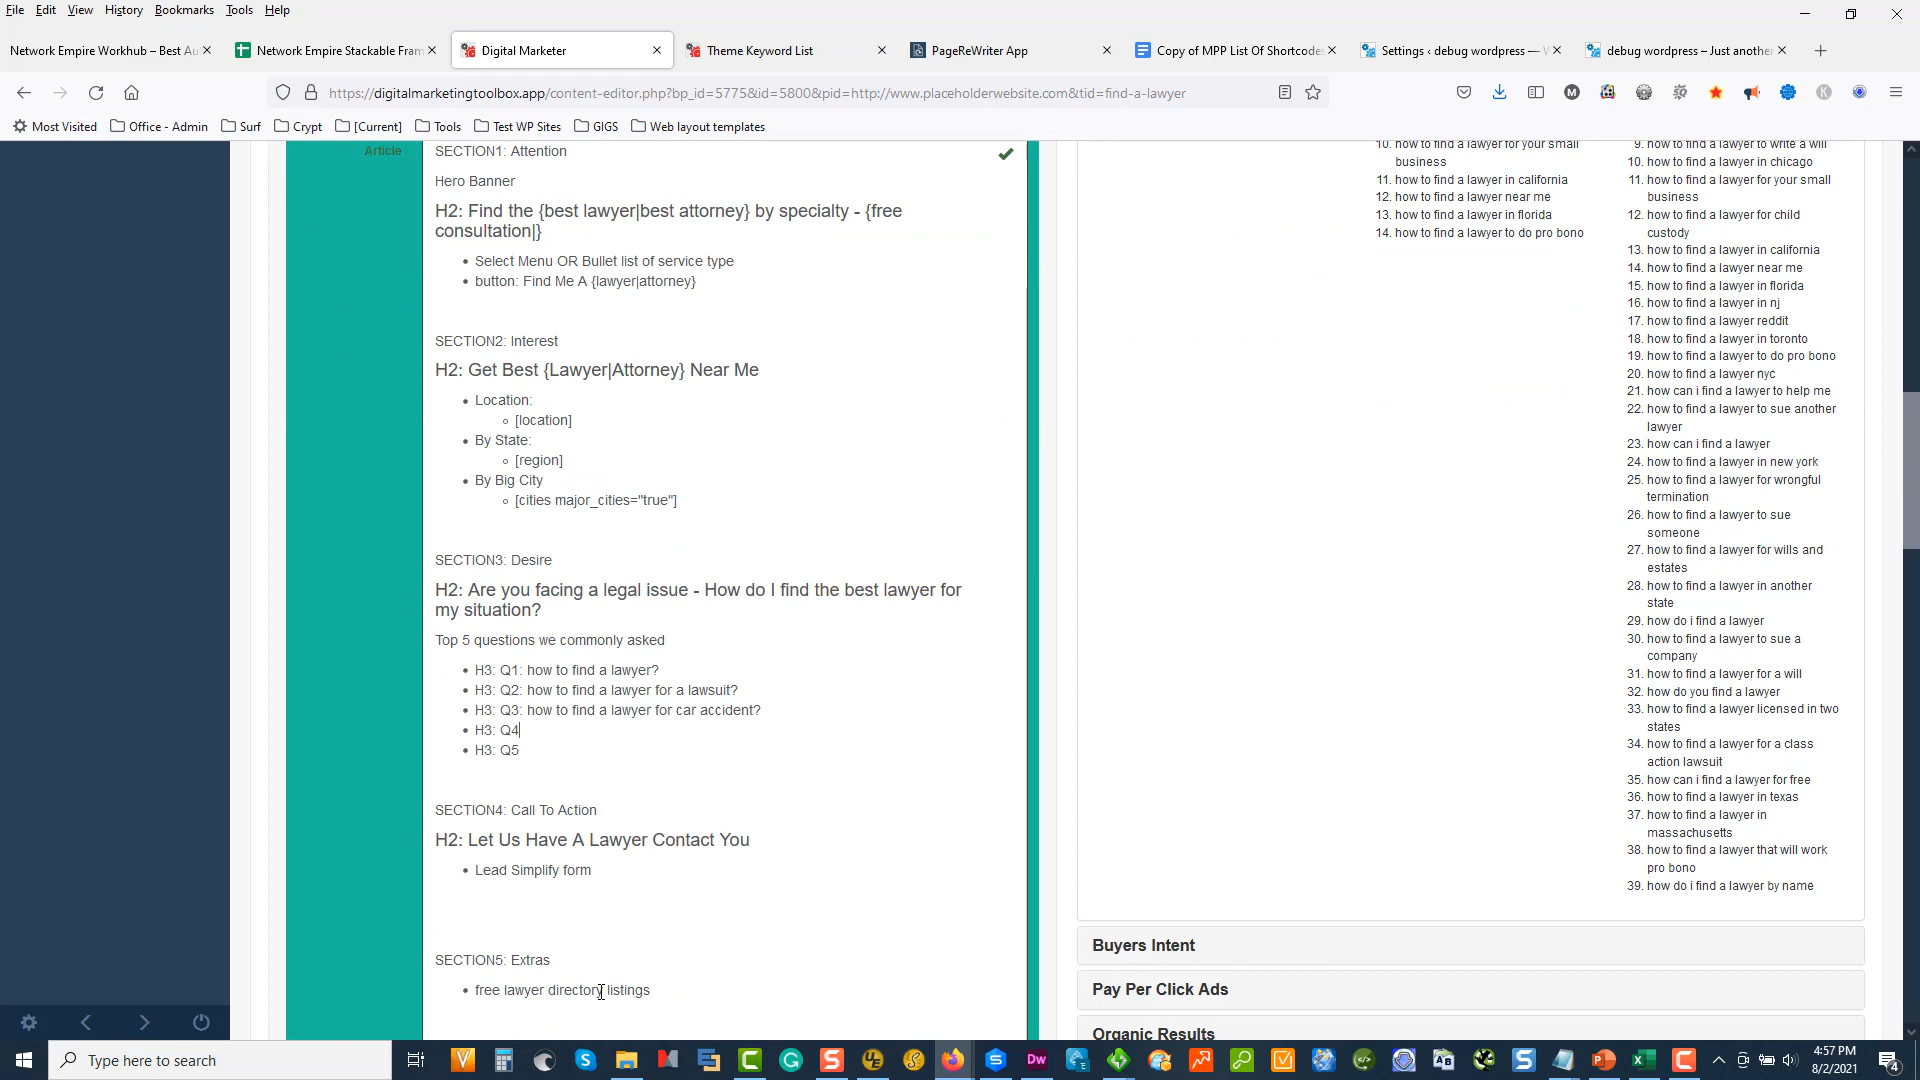 File Edit View History Bookmarks Tools Help
Network Empire Workhub – Best Au
Network Empire Stackable Fram
Digital Marketer
Theme Keyword List
PageReWriter App
Copy of MPP List Of Shortcodes
Settings ‹ debug wordpress — W
debug wordpress – Just another
https://digitalmarketingtoolbox.app/content-editor.php?bp_id=5775&id=5800&pid=http://www.placeholderwebsite.com&tid=find-a-lawyer
Most Visited Office - Admin Surf Crypt [Current] Tools Test WP Sites GIGS Web layout templates
Article
SECTION1: Attention
Hero Banner
H2: Find the {best lawyer|best attorney} by specialty - {free
consultation|}
Select Menu OR Bullet list of service type
button: Find Me A {lawyer|attorney}
SECTION2: Interest
H2: Get Best {Lawyer|Attorney} Near Me
Location:
[location]
By State:
[region]
By Big City
[cities major_cities="true"]
SECTION3: Desire
H2: Are you facing a legal issue - How do I find the best lawyer for
my situation?
Top 5 questions we commonly asked
H3: Q1: how to find a lawyer?
H3: Q2: how to find a lawyer for a lawsuit?
H3: Q3: how to find a lawyer for car accident?
H3: Q4
H3: Q5
SECTION4: Call To Action
H2: Let Us Have A Lawyer Contact You
Lead Simplify form
SECTION5: Extras
free lawyer directory listings
10. how to find a lawyer for your small
business
11. how to find a lawyer in california
12. how to find a lawyer near me
13. how to find a lawyer in florida
14. how to find a lawyer to do pro bono
9. how to find a lawyer to write a will
10. how to find a lawyer in chicago
11. how to find a lawyer for your small
business
12. how to find a lawyer for child
custody
13. how to find a lawyer in california
14. how to find a lawyer near me
15. how to find a lawyer in florida
16. how to find a lawyer in nj
17. how to find a lawyer reddit
18. how to find a lawyer in toronto
19. how to find a lawyer to do pro bono
20. how to find a lawyer nyc
21. how can i find a lawyer to help me
22. how to find a lawyer to sue another
lawyer
23. how can i find a lawyer
24. how to find a lawyer in new york
25. how to find a lawyer for wrongful
termination
26. how to find a lawyer to sue
someone
27. how to find a lawyer for wills and
estates
28. how to find a lawyer in another
state
29. how do i find a lawyer
30. how to find a lawyer to sue a
company
31. how to find a lawyer for a will
32. how do you find a lawyer
33. how to find a lawyer licensed in two
states
34. how to find a lawyer for a class
action lawsuit
35. how can i find a lawyer for free
36. how to find a lawyer in texas
37. how to find a lawyer in
massachusetts
38. how to find a lawyer that will work
pro bono
39. how do i find a lawyer by name
Buyers Intent
Pay Per Click Ads
Organic Results
Type here to search
4:57 PM
8/2/2021
4